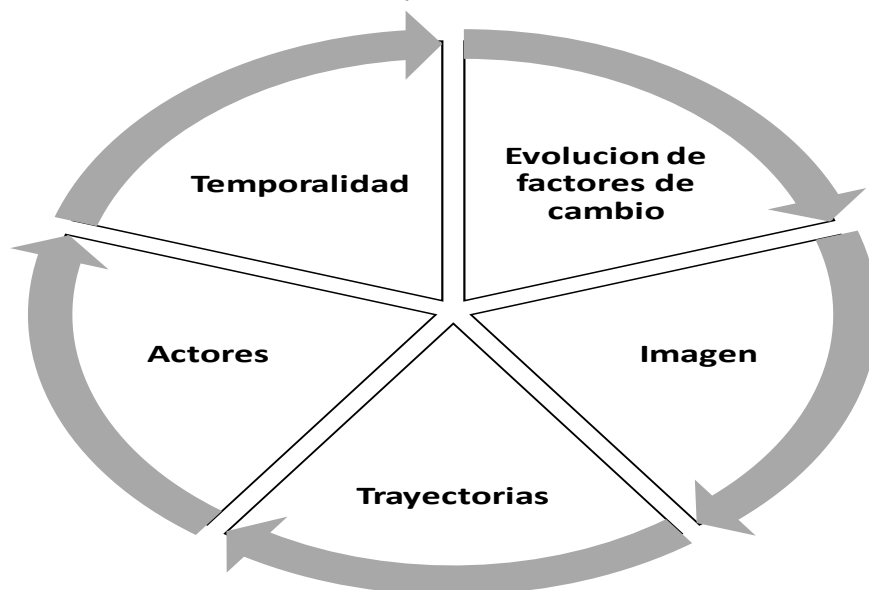 Temporalidad
Evolucion de
factores de
cambio
Actores
Imagen
Trayectorias